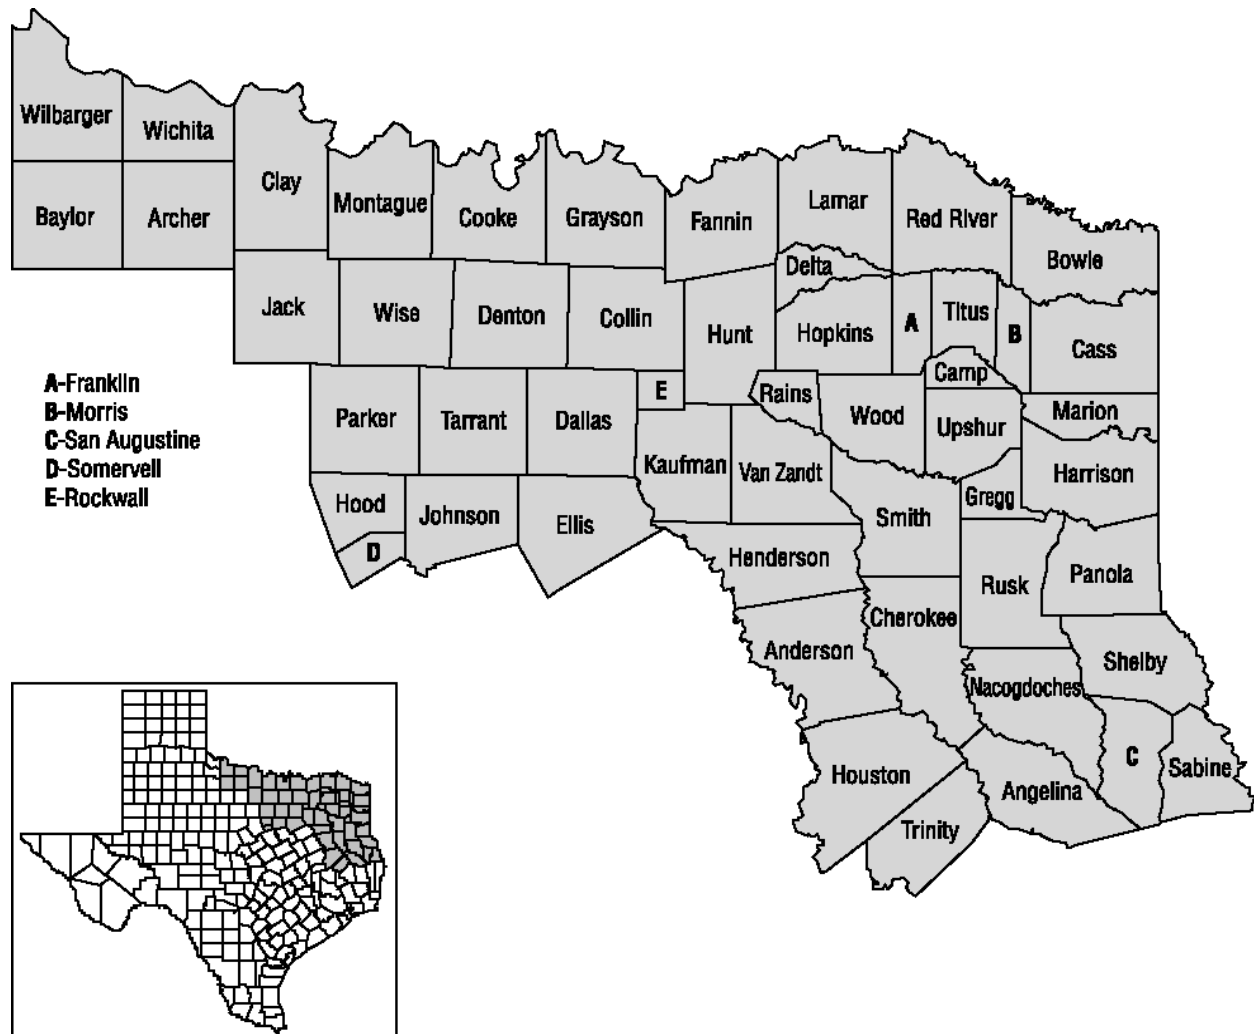 Wilbarger
Wichita
Clay
Baylor
Archer
Montague
Cooke
Grayson
Fannin
Lamar
Red River
Bowie
Delta
Jack
Wise
Denton
Collin
Hunt
Hopkins
A
Titus
B
Cass
Camp
Rains
Wood
Upshur
Marion
E
Parker
Tarrant
Dallas
Kaufman
Van Zandt
Gregg
Harrison
A-Franklin
B-Morris
C-San Augustine
D-Somervell
E-Rockwall
Hood
Johnson
Ellis
Smith
D
Henderson
Rusk
Panola
Cherokee
Anderson
Shelby
Nacogdoches
C
Sabine
Houston
Angelina
Trinity